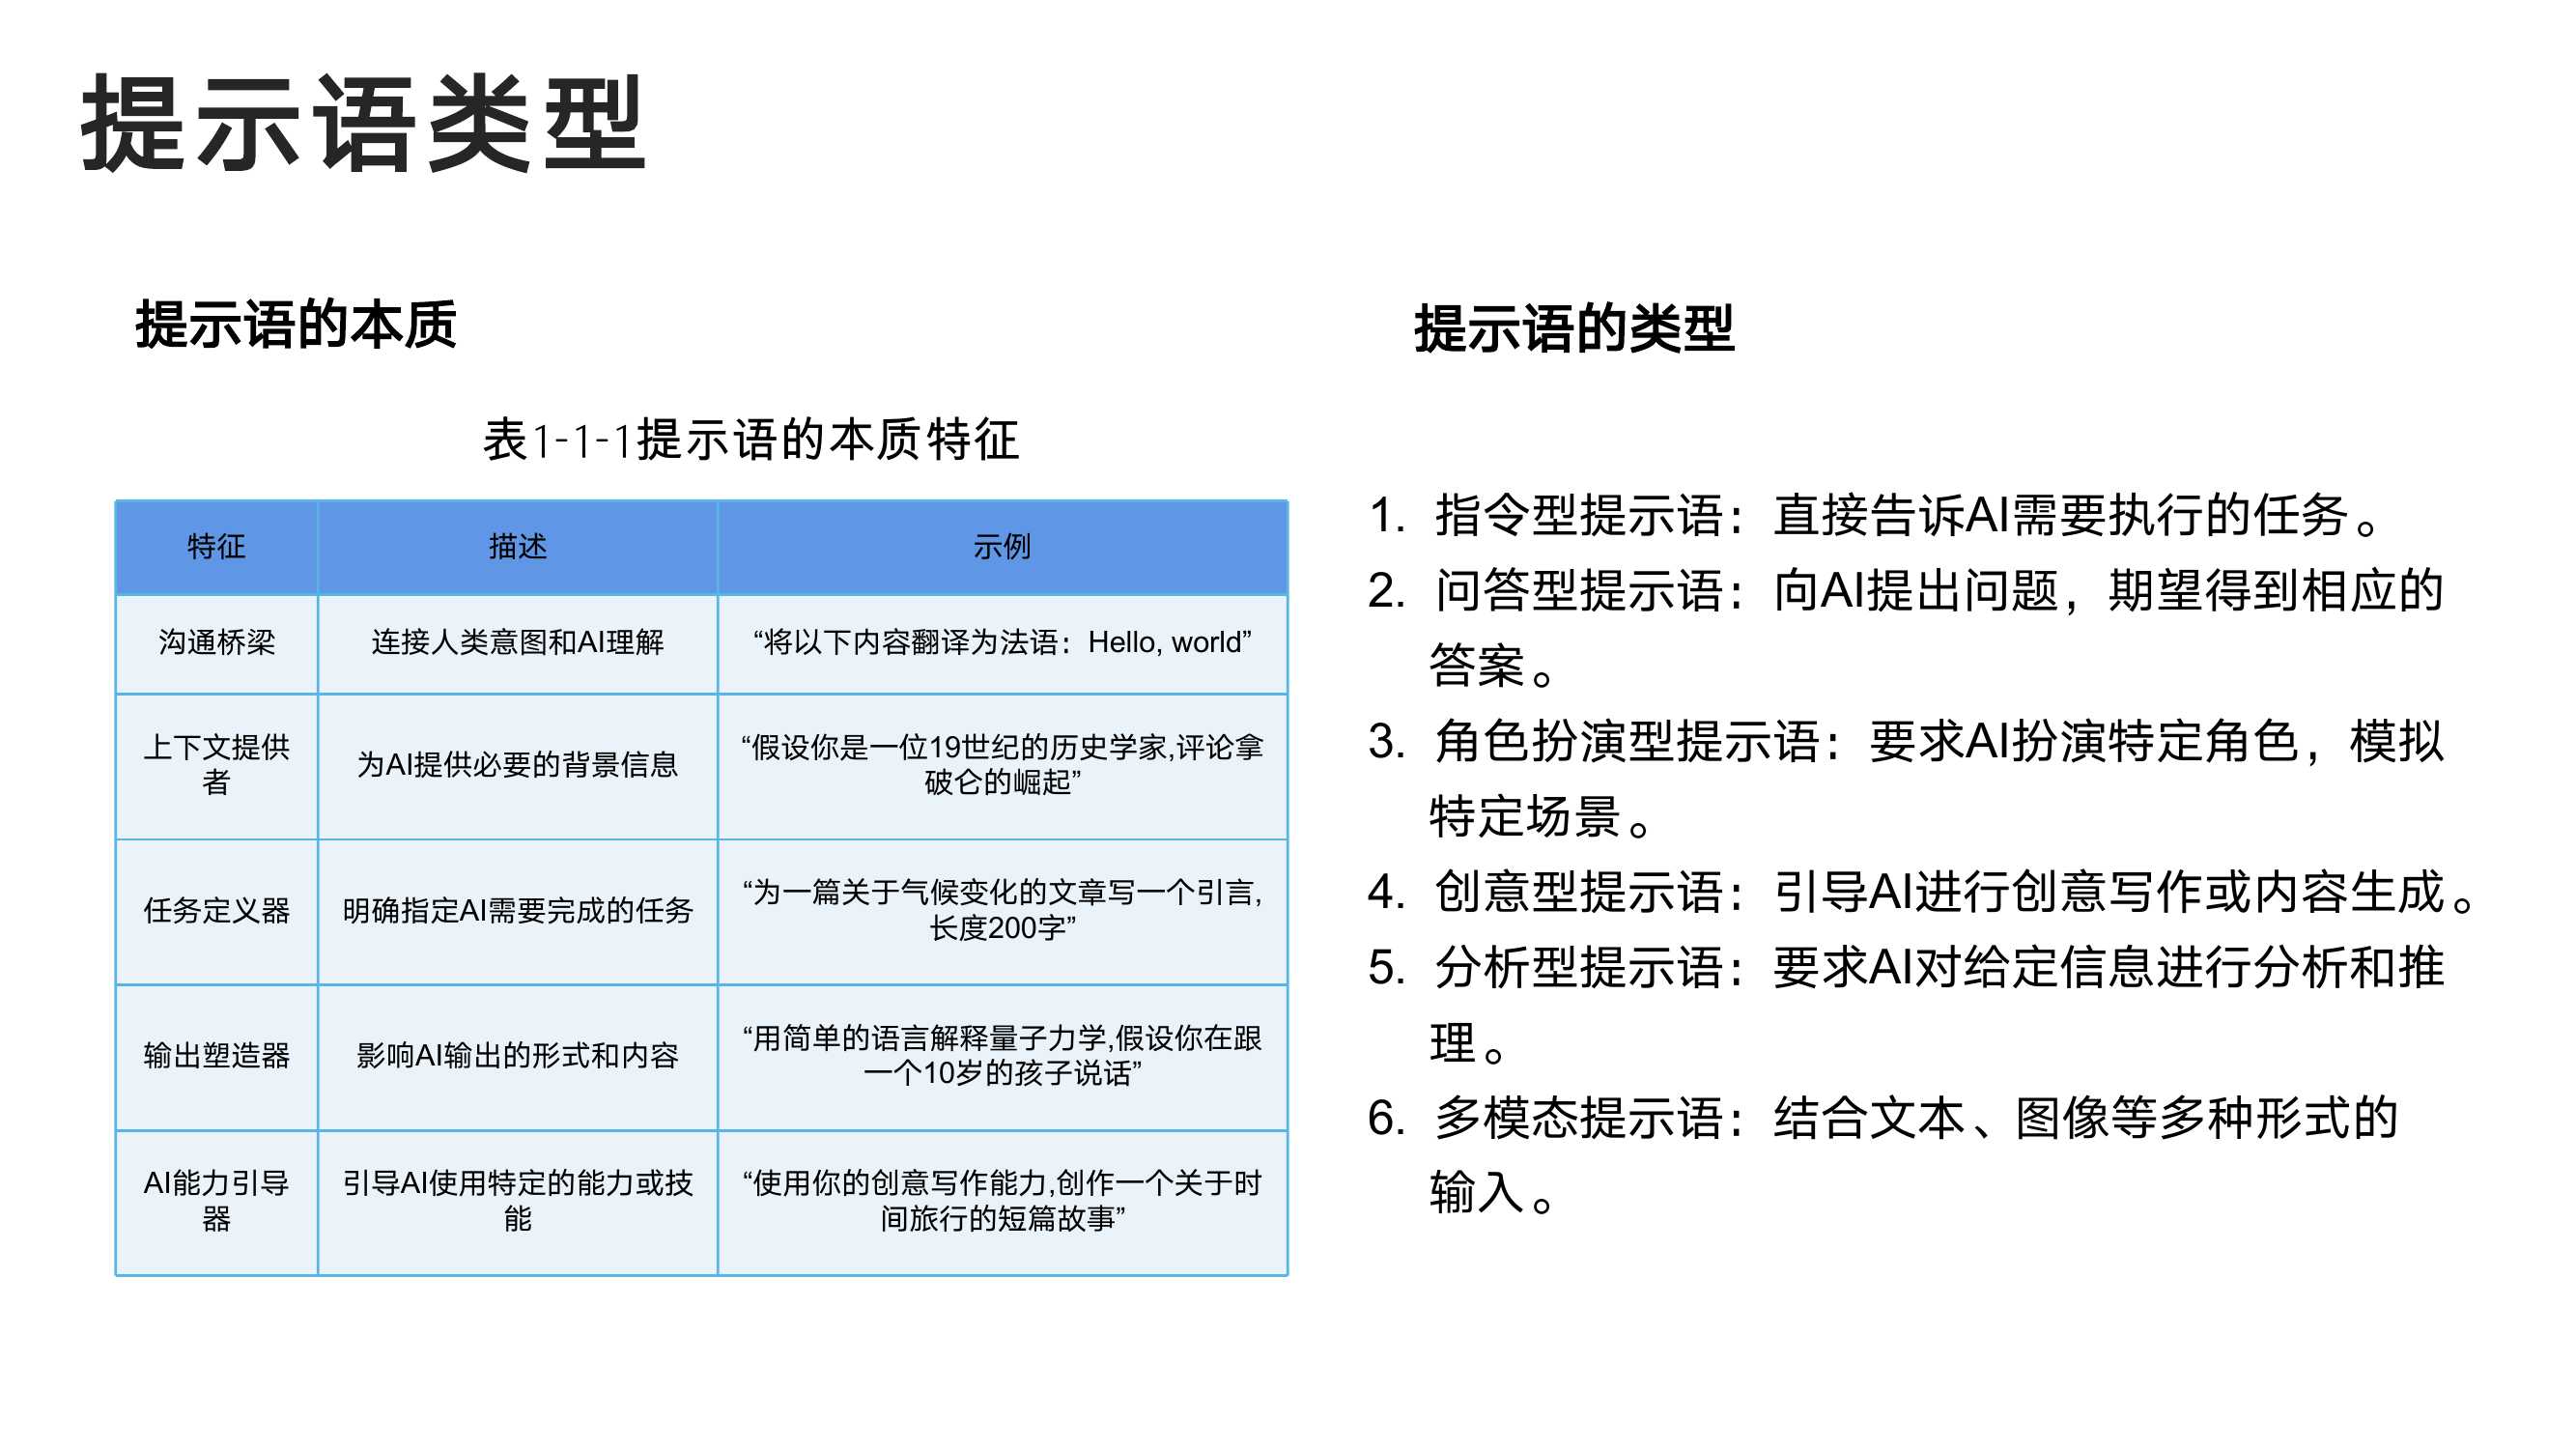 提示语类型
提示语的本质
表1-1-1提示语的本质特征
特征 描述 示例
沟通桥梁 连接人类意图和AI理解 “将以下内容翻译为法语：Hello, world”
上下文提供
者
为AI提供必要的背景信息
“假设你是一位19世纪的历史学家,评论拿
破仑的崛起”
任务定义器 明确指定AI需要完成的任务
“为一篇关于气候变化的文章写一个引言,
长度200字”
输出塑造器 影响AI输出的形式和内容
“用简单的语言解释量子力学,假设你在跟
一个10岁的孩子说话”
AI能力引导
器
引导AI使用特定的能力或技
能
“使用你的创意写作能力,创作一个关于时
间旅行的短篇故事”
提示语的类型
1. 指令型提示语：直接告诉AI需要执行的任务。
2. 问答型提示语：向AI提出问题，期望得到相应的
答案。
3. 角色扮演型提示语：要求AI扮演特定角色，模拟
特定场景。
4. 创意型提示语：引导AI进行创意写作或内容生成。
5. 分析型提示语：要求AI对给定信息进行分析和推
理。
6. 多模态提示语：结合文本、图像等多种形式的
输入。